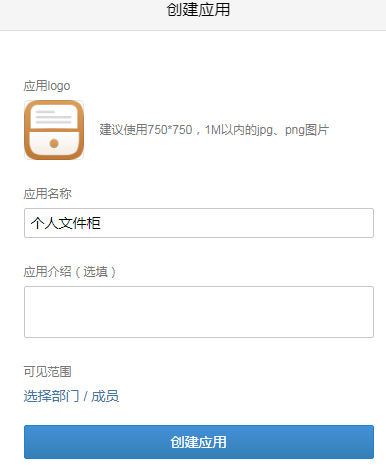 创建应用
应用logo
建议使用750*750，1M以内的jpg、png图片
应用名称
个人文件柜
应用介绍（选填）
可见范围
选择部门 / 成员
创建应用